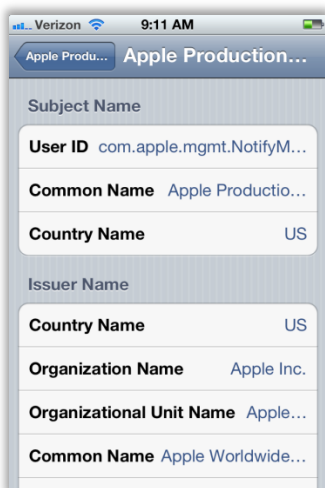 Verizon 9:11 AM
Apple Produ... Apple Production...
Subject Name
User ID com.apple.mgmt.NotifyM...
Common Name Apple Productio...
Country Name US
Issuer Name
Country Name US
Organization Name Apple Inc.
Organizational Unit Name Apple...
Common Name Apple Worldwide...